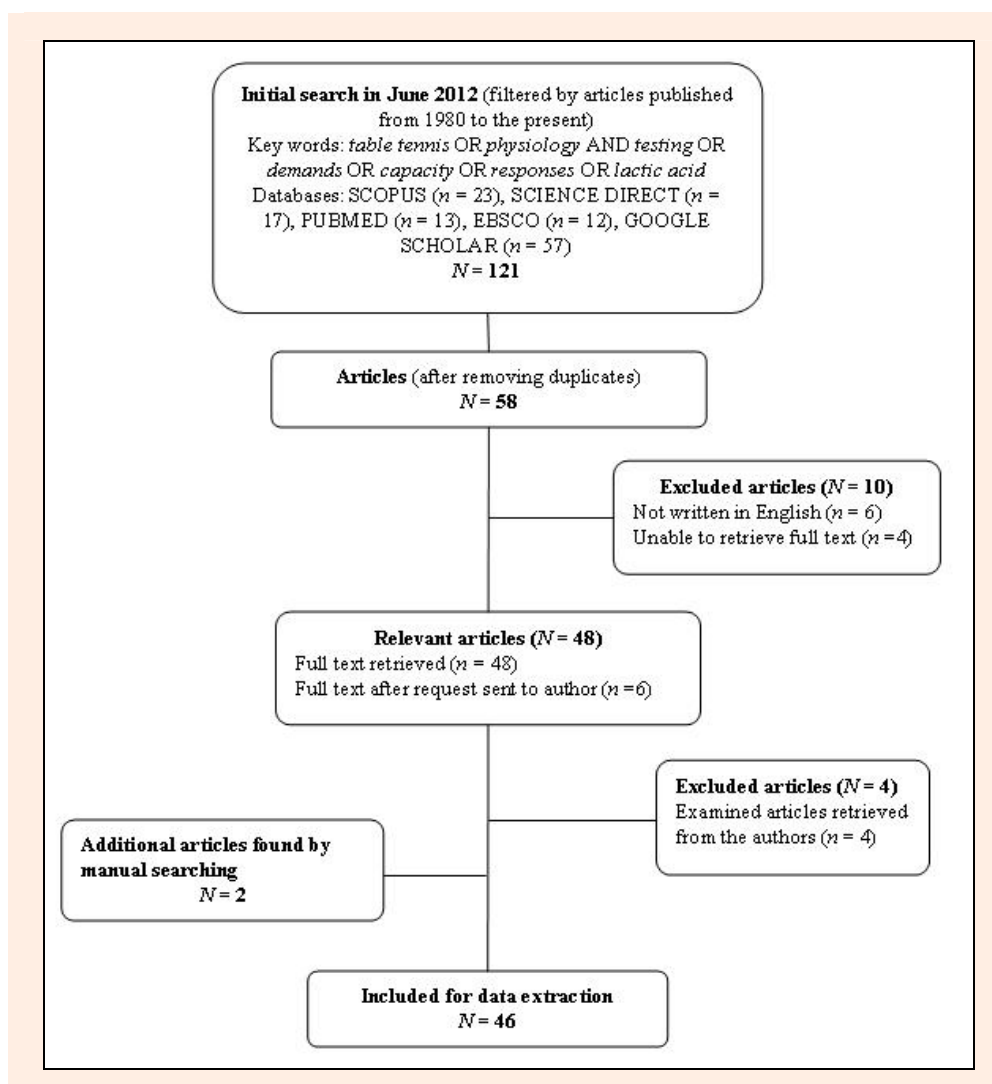 Initial search in June 2012 (filtered by articles published
from 1980 to the present)
Key words: table tennis OR physiology AND testing OR
demands OR capacity OR responses OR lactic acid
Databases: SCOPUS (n = 23), SCIENCE DIRECT (n =
17), PUBMED (n = 13), EBSCO (n = 12), GOOGLE
SCHOLAR (n = 57)
N = 121
Articles (after removing duplicates)
N = 58
Excluded articles (N = 10)
Not written in English (n = 6)
Unable to retrieve full text (n =4)
Relevant articles (N = 48)
Full text retrieved (n = 48)
Full text after request sent to author (n =6)
Excluded articles (N = 4)
Examined articles retrieved
from the authors (n = 4)
Additional articles found by
manual searching
N = 2
Included for data extraction
N = 46